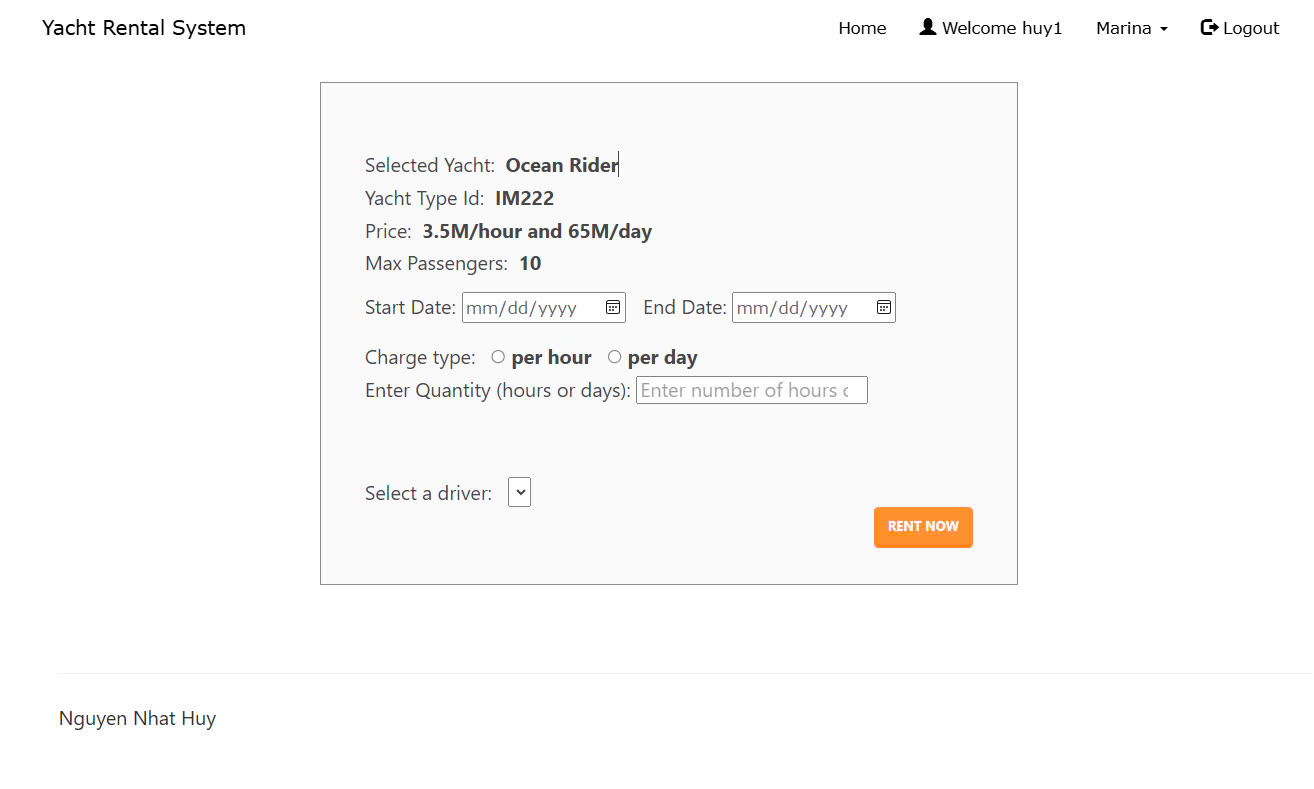 Yacht Rental System Home Welcome huy1 Marina Logout
Selected Yacht: Ocean Rider
Yacht Type Id: IM222
Price: 3.5M/hour and 65M/day
Max Passengers: 10
Start Date: mm/dd/yyyy End Date: mm/dd/yyyy
Charge type: per hour per day
Enter Quantity (hours or days): Enter number of hours
Select a driver:
RENT NOW
Nguyen Nhat Huy